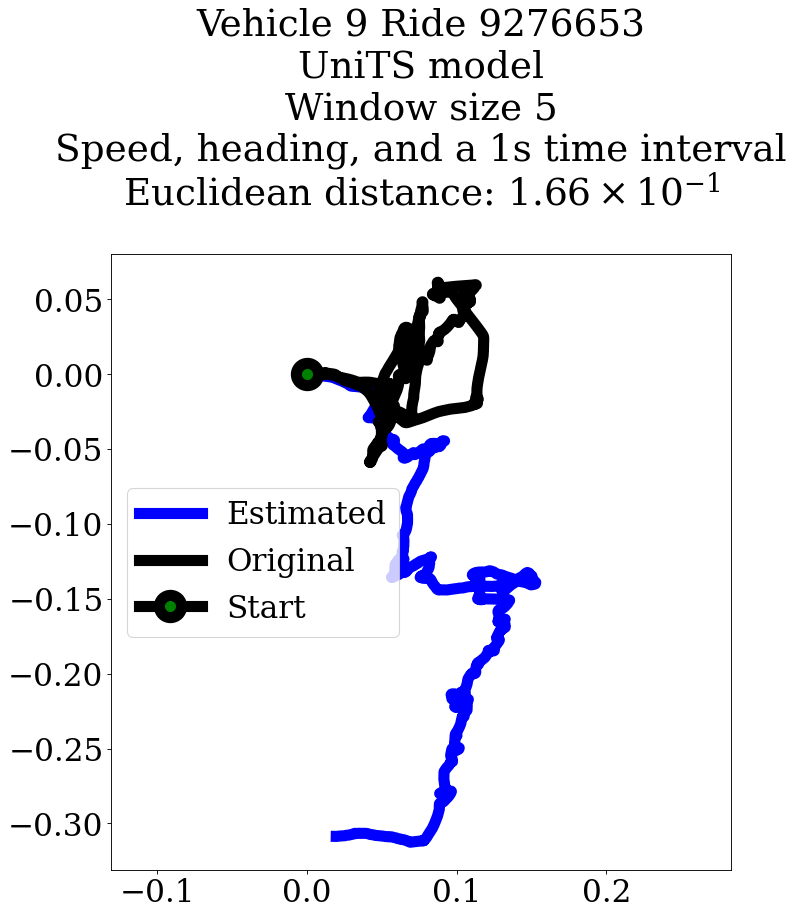 Vehicle 9 Ride 9276653
UniTS model
Window size 5
Speed, heading, and a 1s time interval
Euclidean distance: 1.66 × 10⁻¹
0.05
0.00
−0.05
−0.10
−0.15
−0.20
−0.25
−0.30
Estimated
Original
Start
−0.1
0.0
0.1
0.2